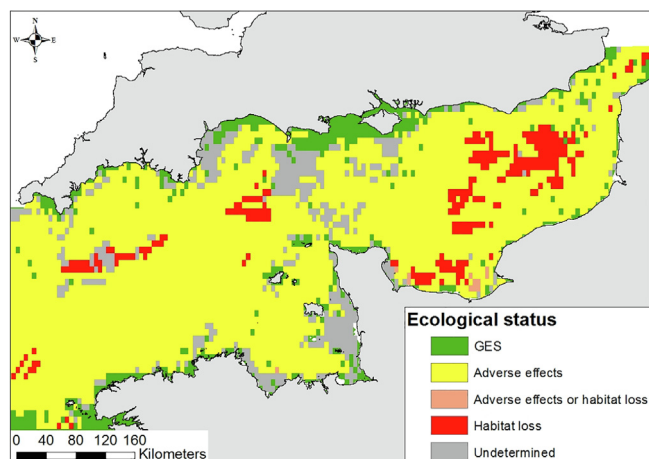 N
W E
S
Ecological status
GES
Adverse effects
Adverse effects or habitat loss
Habitat loss
Undetermined
0 40 80 120 160
Kilometers